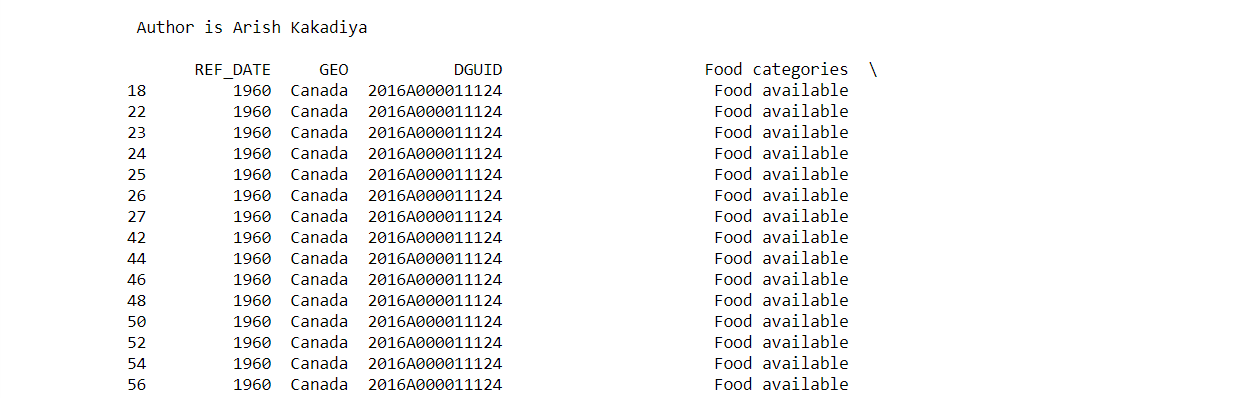 Author is Arish Kakadiya
REF_DATE GEO DGUID Food categories \
18 1960 Canada 2016A000011124 Food available
22 1960 Canada 2016A000011124 Food available
23 1960 Canada 2016A000011124 Food available
24 1960 Canada 2016A000011124 Food available
25 1960 Canada 2016A000011124 Food available
26 1960 Canada 2016A000011124 Food available
27 1960 Canada 2016A000011124 Food available
42 1960 Canada 2016A000011124 Food available
44 1960 Canada 2016A000011124 Food available
46 1960 Canada 2016A000011124 Food available
48 1960 Canada 2016A000011124 Food available
50 1960 Canada 2016A000011124 Food available
52 1960 Canada 2016A000011124 Food available
54 1960 Canada 2016A000011124 Food available
56 1960 Canada 2016A000011124 Food available